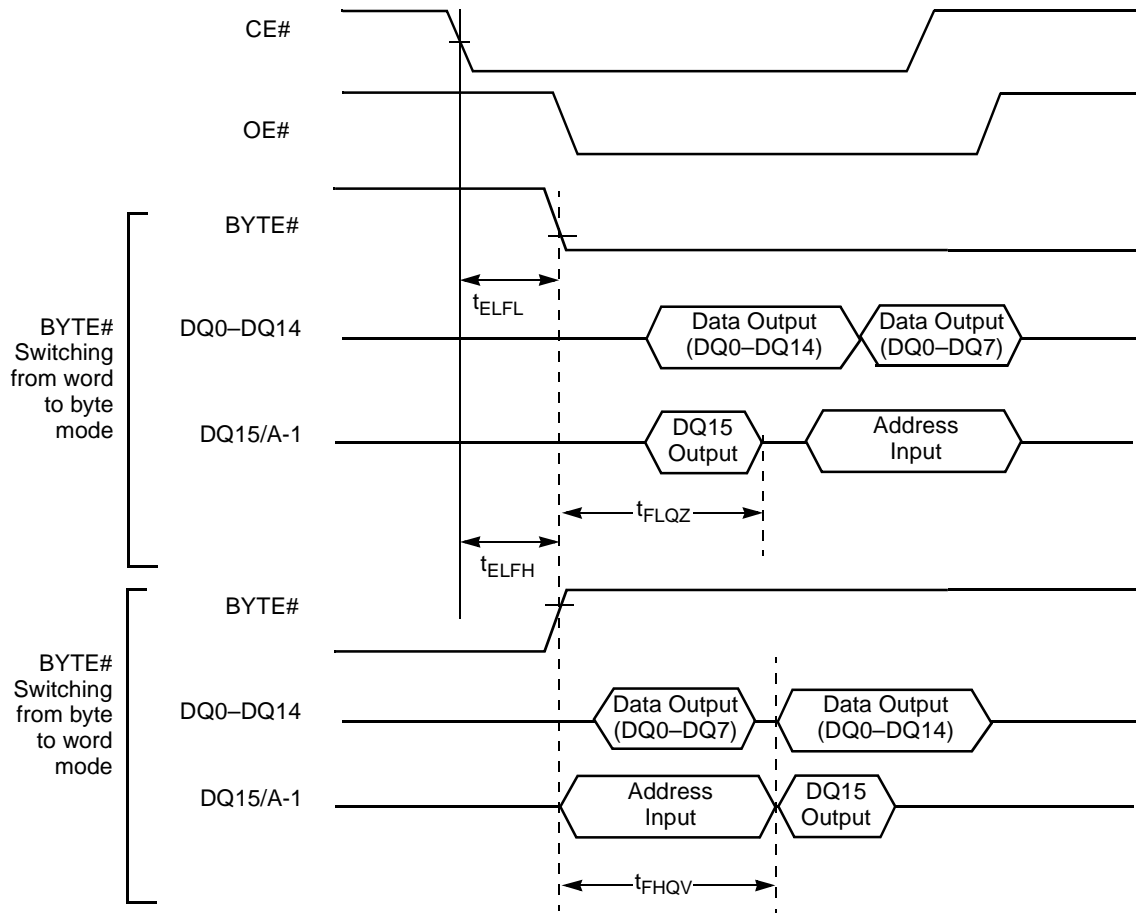 CE#
OE#
BYTE#
tELFL
BYTE#
Switching
from word
to byte
mode
DQ0–DQ14
Data Output
(DQ0–DQ14)
Data Output
(DQ0–DQ7)
DQ15/A-1
DQ15
Output
Address
Input
tFLQZ
tELFH
BYTE#
BYTE#
Switching
from byte
to word
mode
DQ0–DQ14
Data Output
(DQ0–DQ7)
Data Output
(DQ0–DQ14)
DQ15/A-1
Address
Input
DQ15
Output
tFHQV